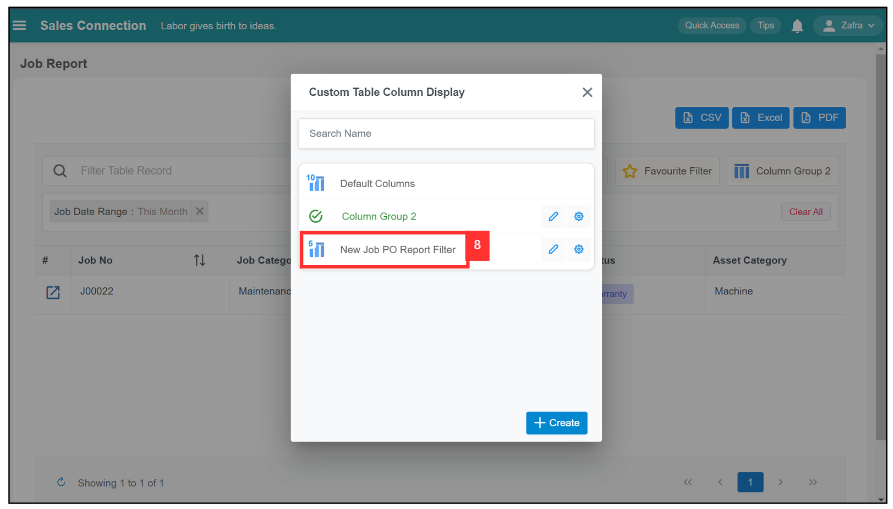 Sales Connection Labor gives birth to ideas. Quick Access Tips Zafra
Job Report
Custom Table Column Display
CSV Excel PDF
Search Name
Filter Table Record Favourite Filter Column Group 2
10 Default Columns
Job Date Range : This Month Clear All
Column Group 2
5 New Job PO Report Filter 8
# Job No Job Catego tus Asset Category
J00022 Maintenanc rranty Machine
Create
Showing 1 to 1 of 1 1